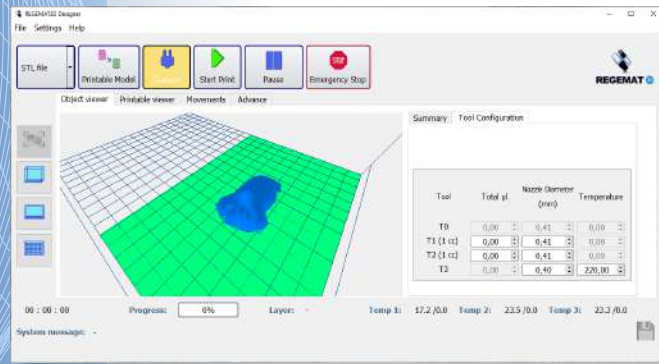 REGEMAT3D Designer
File Settings Help
STL file
Printable Model
Connect
Start Print
Pause
STOP
Emergency Stop
REGEMAT 3D
Object viewer Printable viewer Movements Advance
Summary Tool Configuration
Tool Total µl Nozzle Diameter (mm) Temperature
T0 0,00 0,41 0,00
T1 (1 cc) 0,00 0,41 0,00
T2 (1 cc) 0,00 0,41 0,00
T3 0,00 0,40 220,00
00 : 00 : 00 Progress: 0% Layer: - Temp 1: 17.2 /0.0 Temp 2: 23.5 /0.0 Temp 3: 23.3 /0.0
System message: -